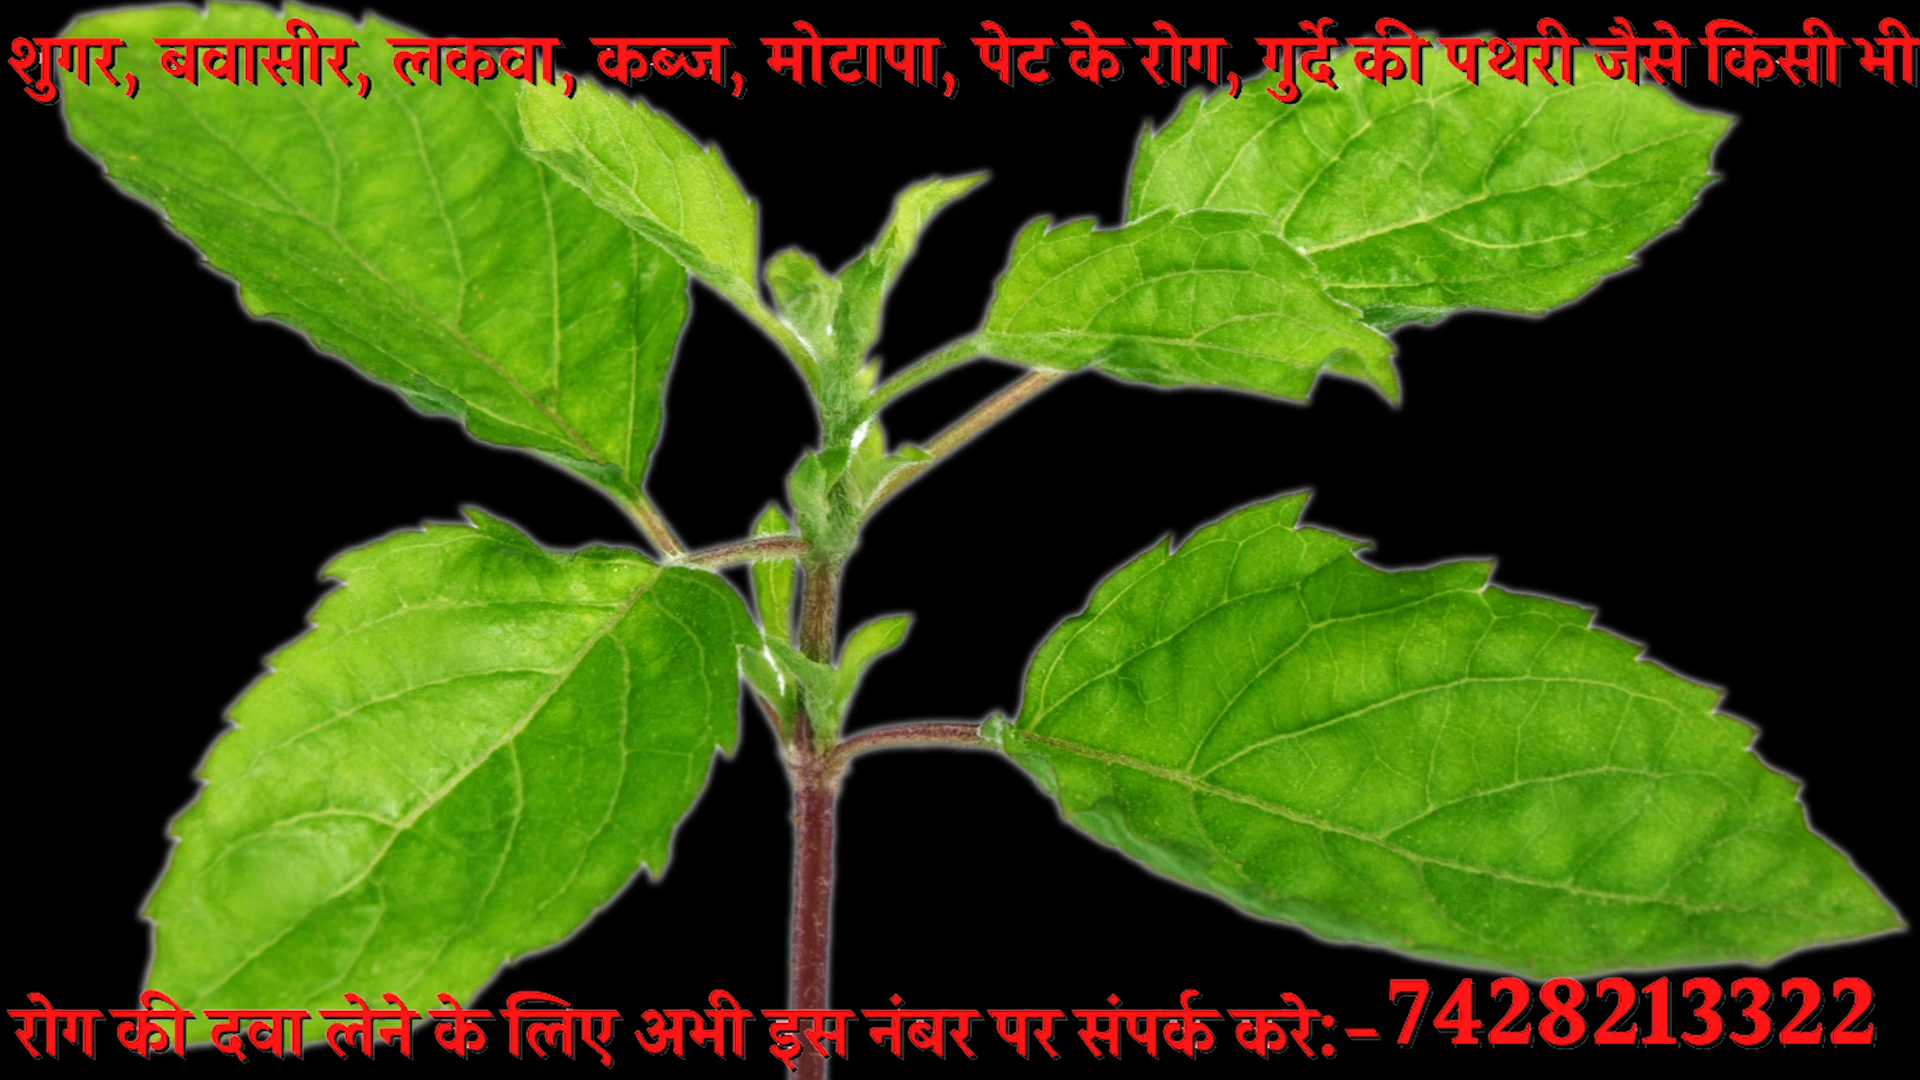 शुगर, बवासीर, लकवा, कब्ज, मोटापा, पेट के रोग, गुर्दे की पथरी जैसे किसी भी
रोग की दवा लेने के लिए अभी इस नंबर पर संपर्क करे:-7428213322